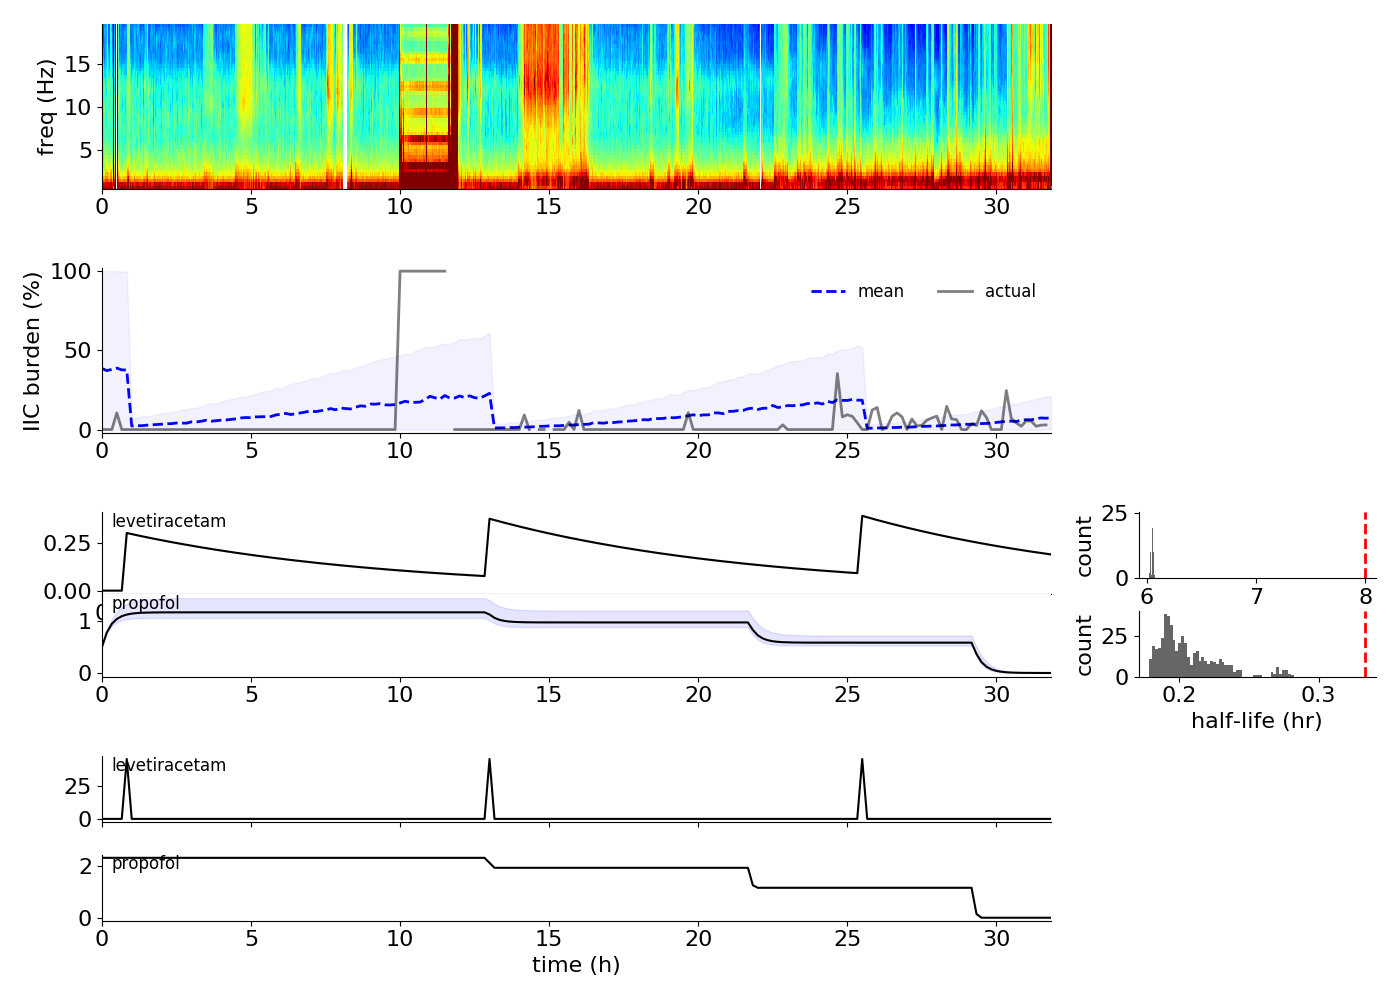 freq (Hz)
15
10
5
0 5 10 15 20 25 30
IIC burden (%)
100
50
0
mean actual
0 5 10 15 20 25 30
levetiracetam
0.25
0.00
0
propofol
1
0
0 5 10 15 20 25 30
count
25
0
6 7 8
count
25
0
0.2 0.3
half-life (hr)
levetiracetam
25
0
propofol
2
0
0 5 10 15 20 25 30
time (h)